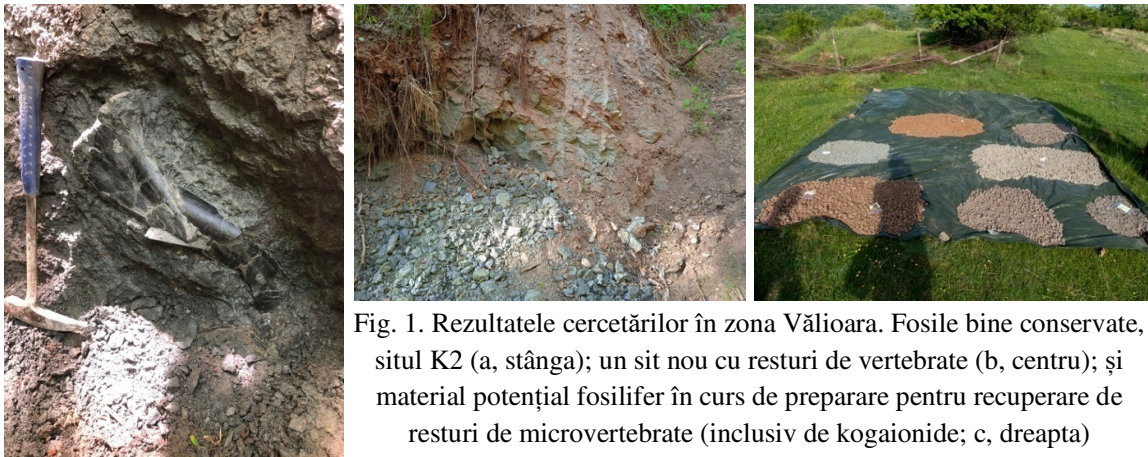 Fig. 1. Rezultatele cercetărilor în zona Vălioara. Fosile bine conservate,
situl K2 (a, stânga); un sit nou cu resturi de vertebrate (b, centru); și
material potențial fosilifer în curs de preparare pentru recuperare de
resturi de microvertebrate (inclusiv de kogaionide; c, dreapta)